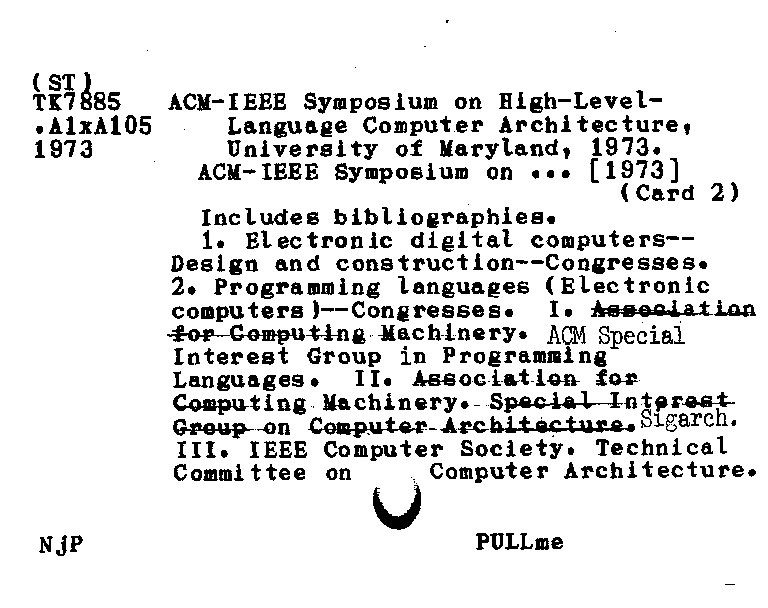 (ST)
TK7885 ACM-IEEE Symposium on High-Level-
.A1xA105 Language Computer Architecture,
1973 University of Maryland, 1973.
ACM-IEEE Symposium on ... [1973]
(Card 2)
Includes bibliographies.
1. Electronic digital computers--
Design and construction--Congresses.
2. Programming languages (Electronic
computers)--Congresses. I. Association
for Computing Machinery. ACM Special
Interest Group in Programming
Languages. II. Association for
Computing Machinery. Special Interest
Group on Computer Architecture. Sigarch.
III. IEEE Computer Society. Technical
Committee on Computer Architecture.
NjP PULLme